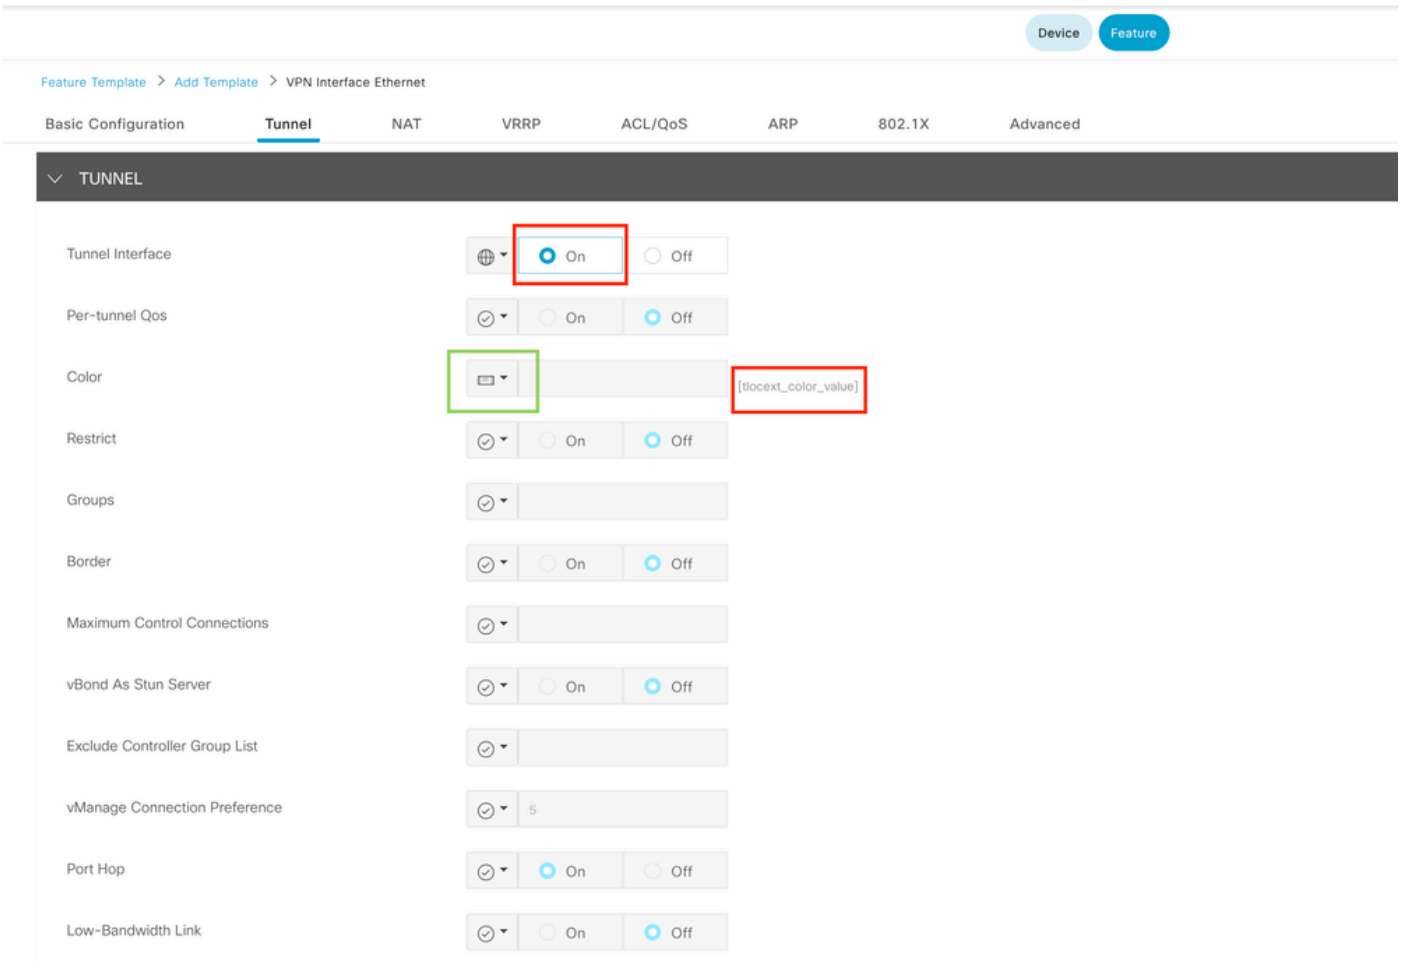 Device Feature
Feature Template > Add Template > VPN Interface Ethernet
Basic Configuration Tunnel NAT VRRP ACL/QoS ARP 802.1X Advanced
TUNNEL
Tunnel Interface On Off
Per-tunnel Qos On Off
Color [tlocext_color_value]
Restrict On Off
Groups
Border On Off
Maximum Control Connections
vBond As Stun Server On Off
Exclude Controller Group List
vManage Connection Preference 5
Port Hop On Off
Low-Bandwidth Link On Off